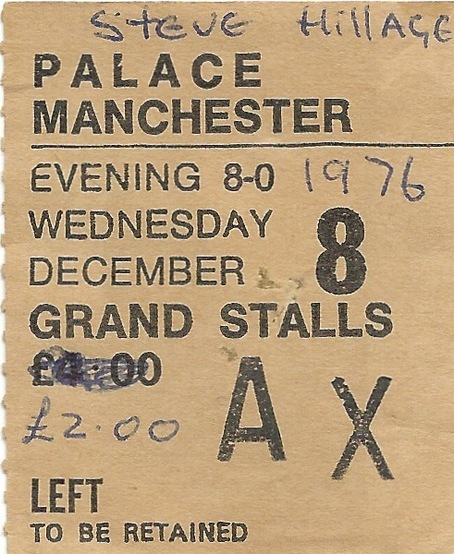 Steve Hillage
PALACE
MANCHESTER
EVENING 8-0 1976
WEDNESDAY
DECEMBER 8
GRAND STALLS
£2.00
A X
LEFT
TO BE RETAINED